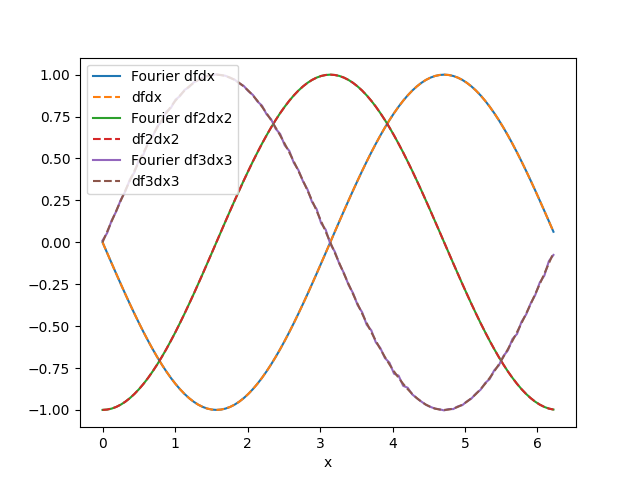 1.00
0.75
0.50
0.25
0.00
−0.25
−0.50
−0.75
−1.00
Fourier dfdx
dfdx
Fourier df2dx2
df2dx2
Fourier df3dx3
df3dx3
0 1 2 3 4 5 6
x